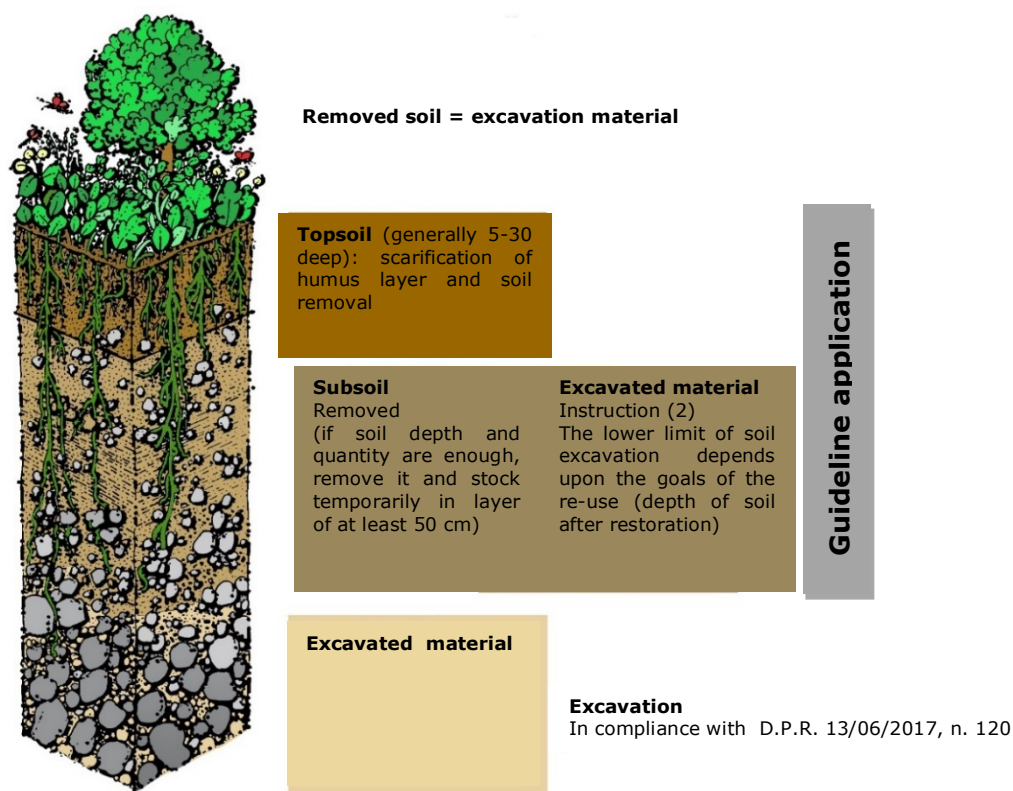 Removed soil = excavation material
Topsoil (generally 5-30
deep): scarification of
humus layer and soil
removal
Subsoil
Removed
(if soil depth and
quantity are enough,
remove it and stock
temporarily in layer
of at least 50 cm)
Excavated material
Instruction (2)
The lower limit of soil
excavation depends
upon the goals of the
re-use (depth of soil
after restoration)
Guideline application
Excavated material
Excavation
In compliance with D.P.R. 13/06/2017, n. 120